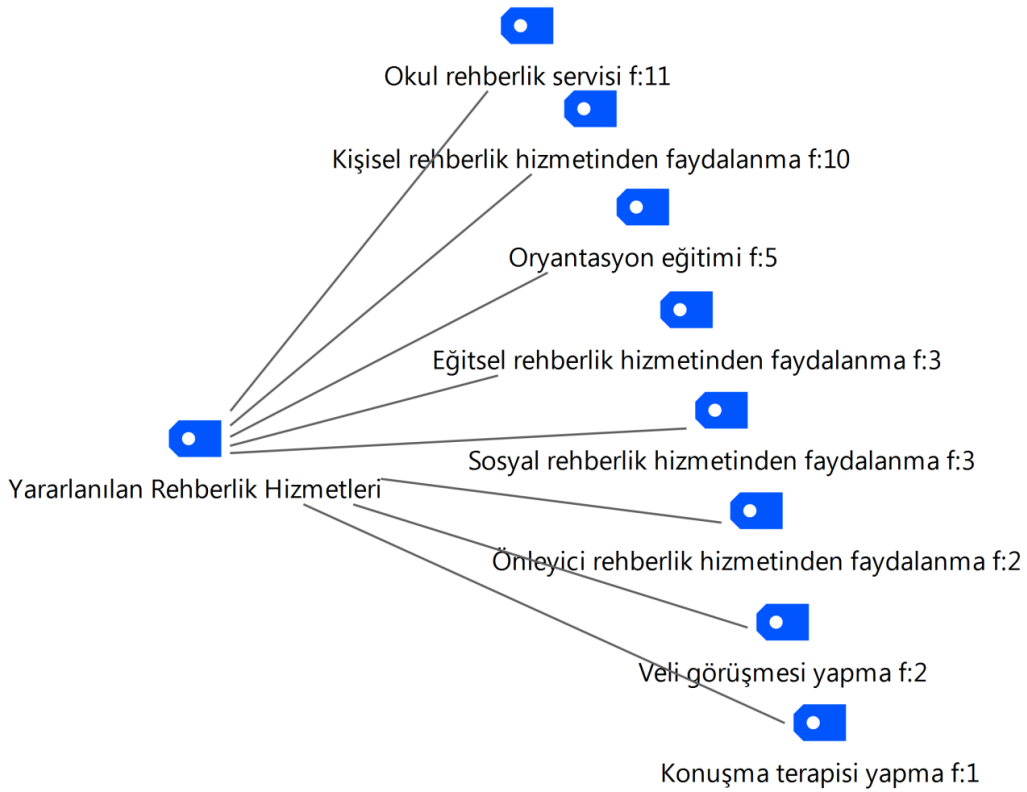 Okul rehberlik servisi f:11
Kişisel rehberlik hizmetinden faydalanma f:10
Oryantasyon eğitimi f:5
Eğitsel rehberlik hizmetinden faydalanma f:3
Sosyal rehberlik hizmetinden faydalanma f:3
Yararlanılan Rehberlik Hizmetleri
Önleyici rehberlik hizmetinden faydalanma f:2
Veli görüşmesi yapma f:2
Konuşma terapisi yapma f:1